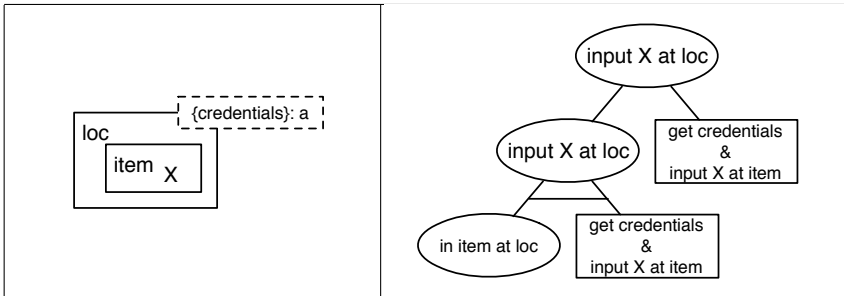 {credentials}: a
loc
item X
input X at loc
input X at loc
get credentials
&
input X at item
in item at loc
get credentials
&
input X at item